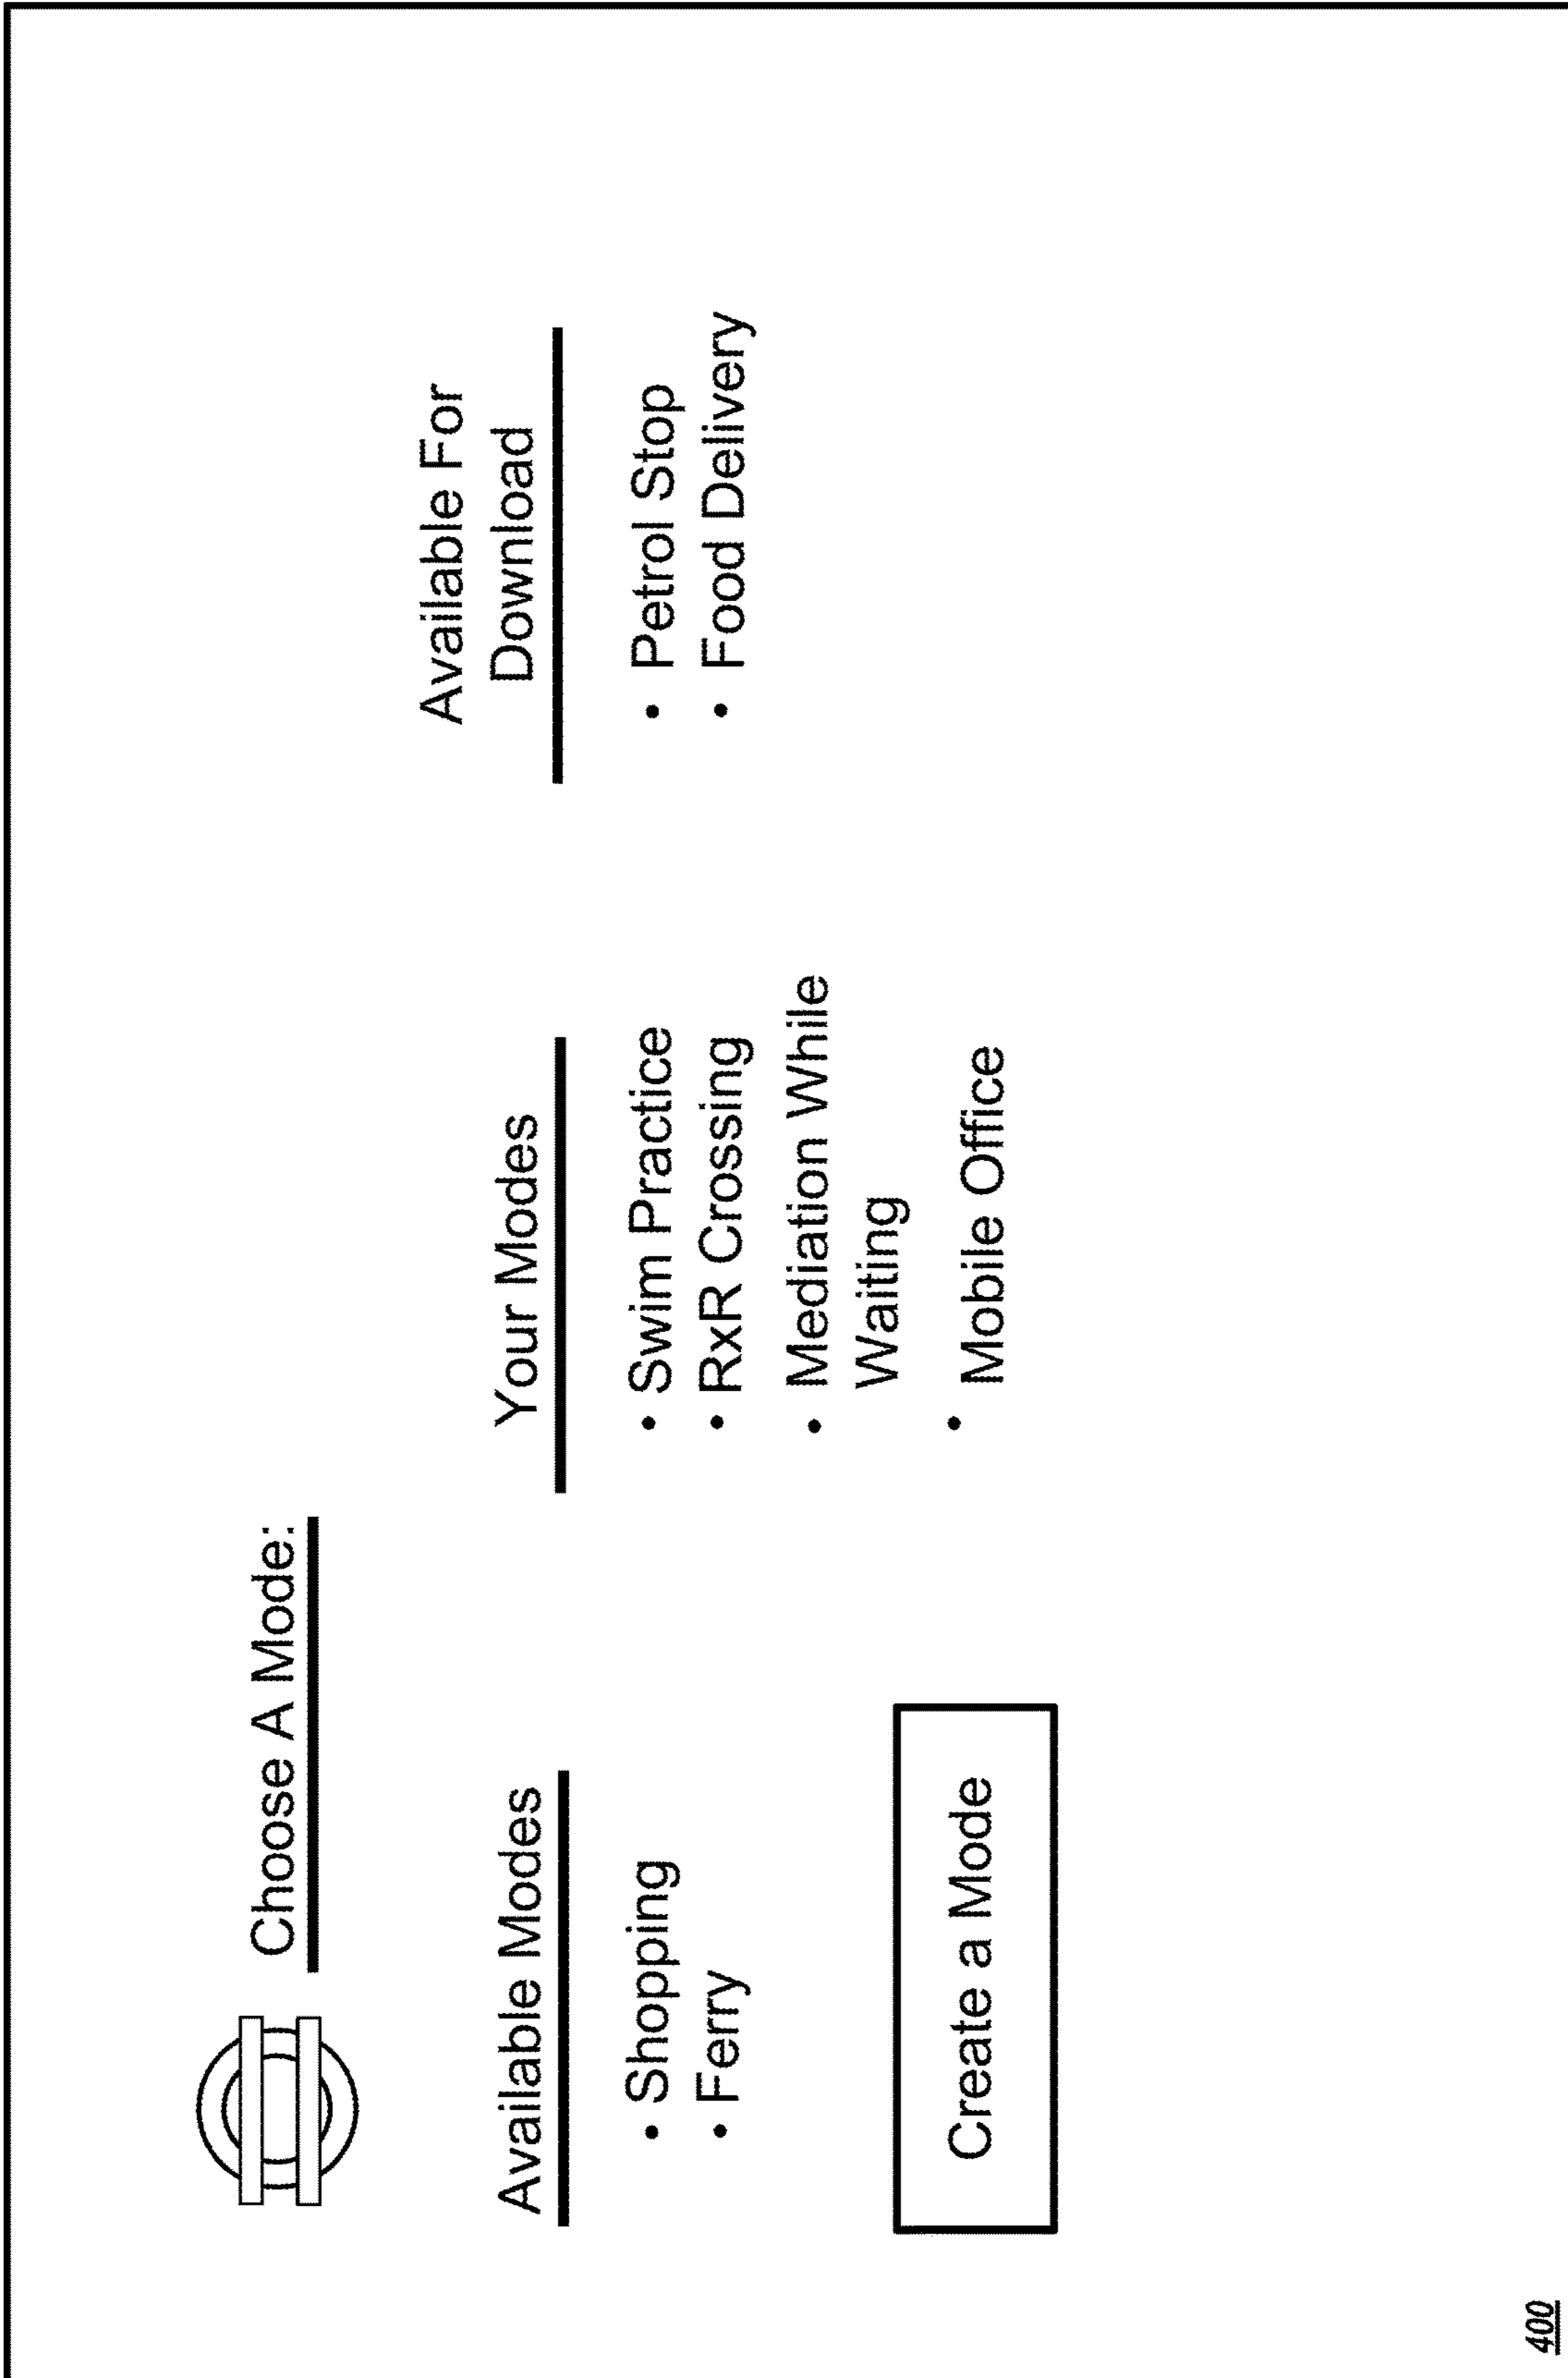 Choose A Mode:
Available Modes
• Shopping
• Ferry
Create a Mode
Your Modes
• Swim Practice
• RxR Crossing
• Mediation While
Waiting
• Mobile Office
Available For
Download
• Petrol Stop
• Food Delivery
400